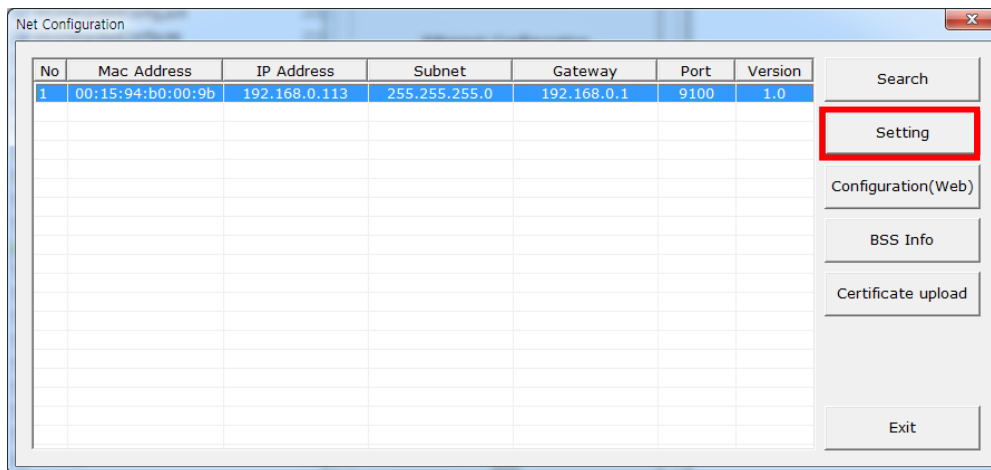 Net Configuration
No Mac Address IP Address Subnet Gateway Port Version
1 00:15:94:b0:00:9b 192.168.0.113 255.255.255.0 192.168.0.1 9100 1.0
Search
Setting
Configuration(Web)
BSS Info
Certificate upload
Exit